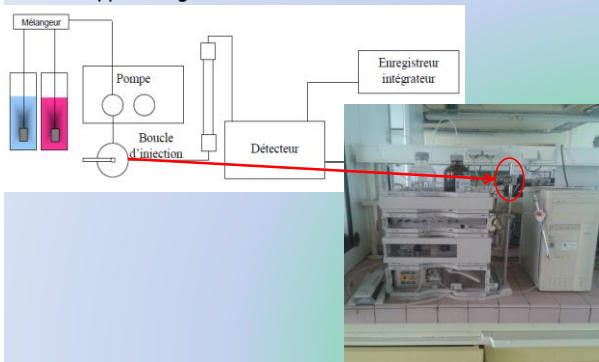 Mélangeur
Pompe
Boucle
d'injection
Détecteur
Enregistreur
intégrateur